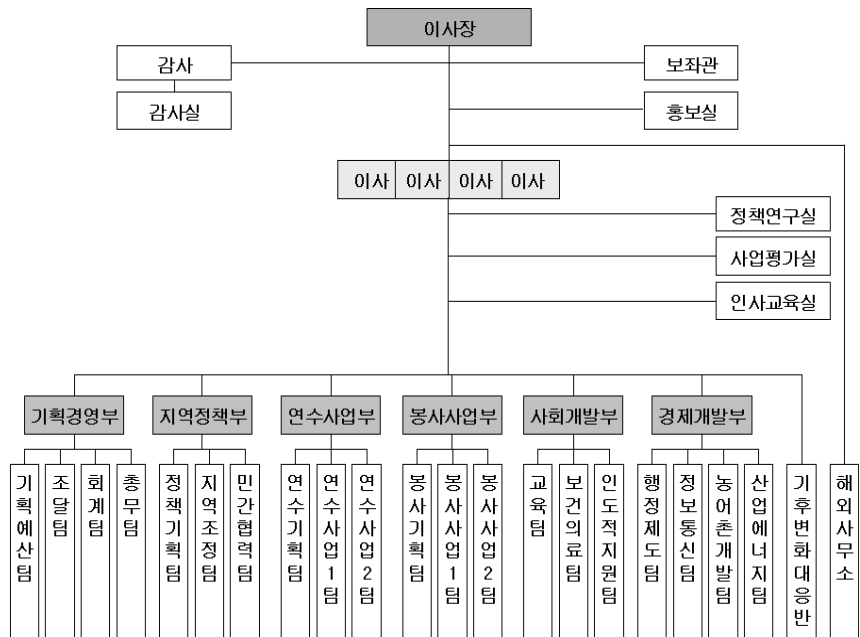 이사장
감사
보좌관
감사실
홍보실
이사 이사 이사 이사
정책연구실
사업평가실
인사교육실
기획경영부 지역정책부 연수사업부 봉사사업부 사회개발부 경제개발부
기획예산팀
조달팀
회계팀
총무팀
정책기획팀
지역조정팀
민간협력팀
연수기획팀
연수사업1팀
연수사업2팀
봉사기획팀
봉사사업1팀
봉사사업2팀
교육팀
보건의료팀
인도적지원팀
행정제도팀
정보통신팀
농어촌개발팀
산업에너지팀
기후변화대응반
해외사무소